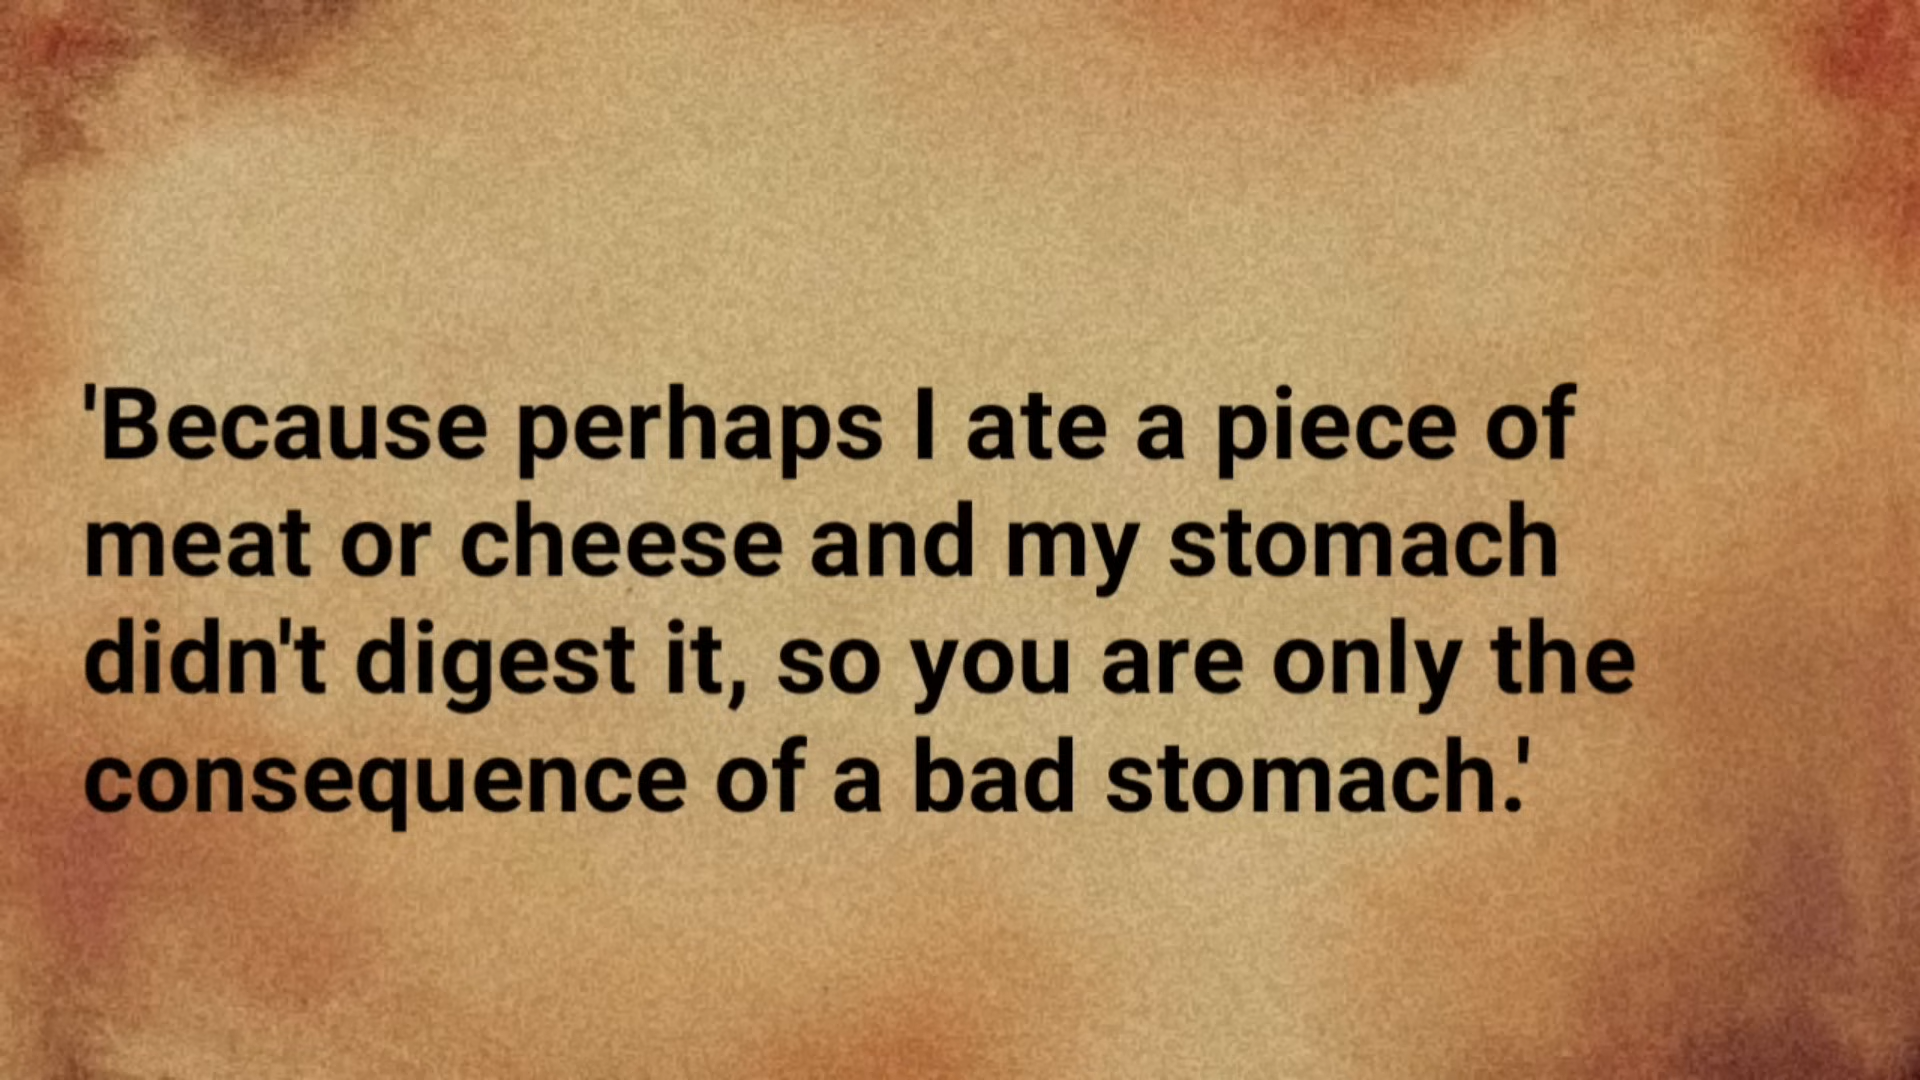 'Because perhaps I ate a piece of
meat or cheese and my stomach
didn't digest it, so you are only the
consequence of a bad stomach.'